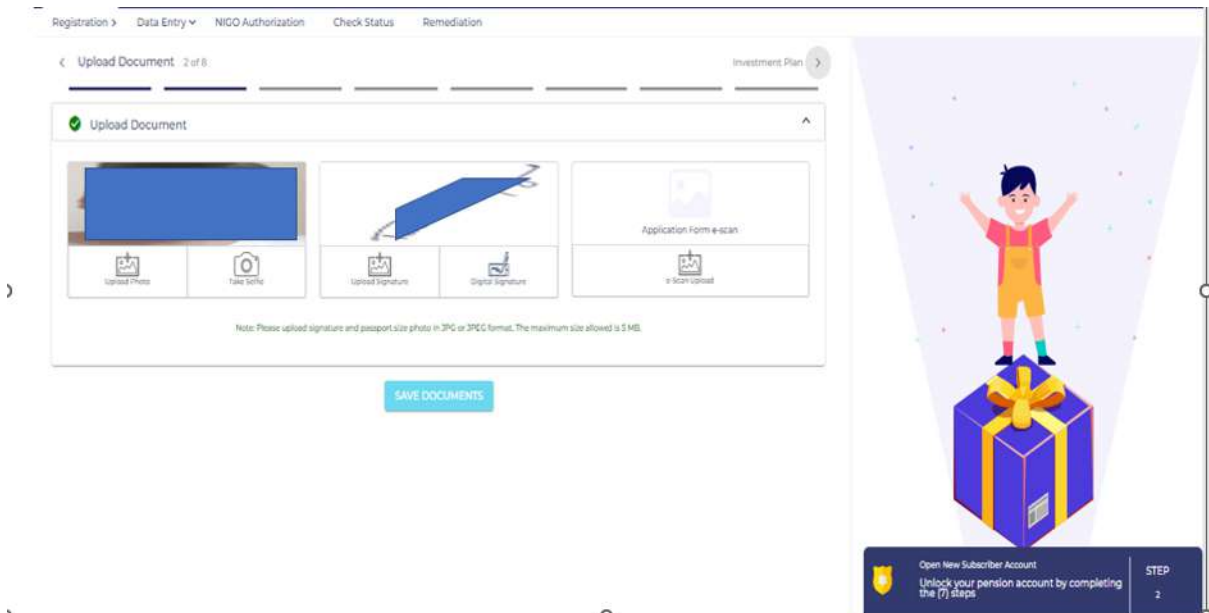 Registration > Data Entry NIGO Authorization Check Status Remediation
< Upload Document 2 of 8 Investment Plan >
Upload Document
Application Form e-scan
Upload Photo Take Selfie Upload Signature Digital Signature e-Scan Upload
Note: Please upload signature and passport size photo in JPG or JPEG format. The maximum size allowed is 5 MB.
SAVE DOCUMENTS
Open New Subscriber Account
Unlock your pension account by completing
the (7) steps
STEP
2